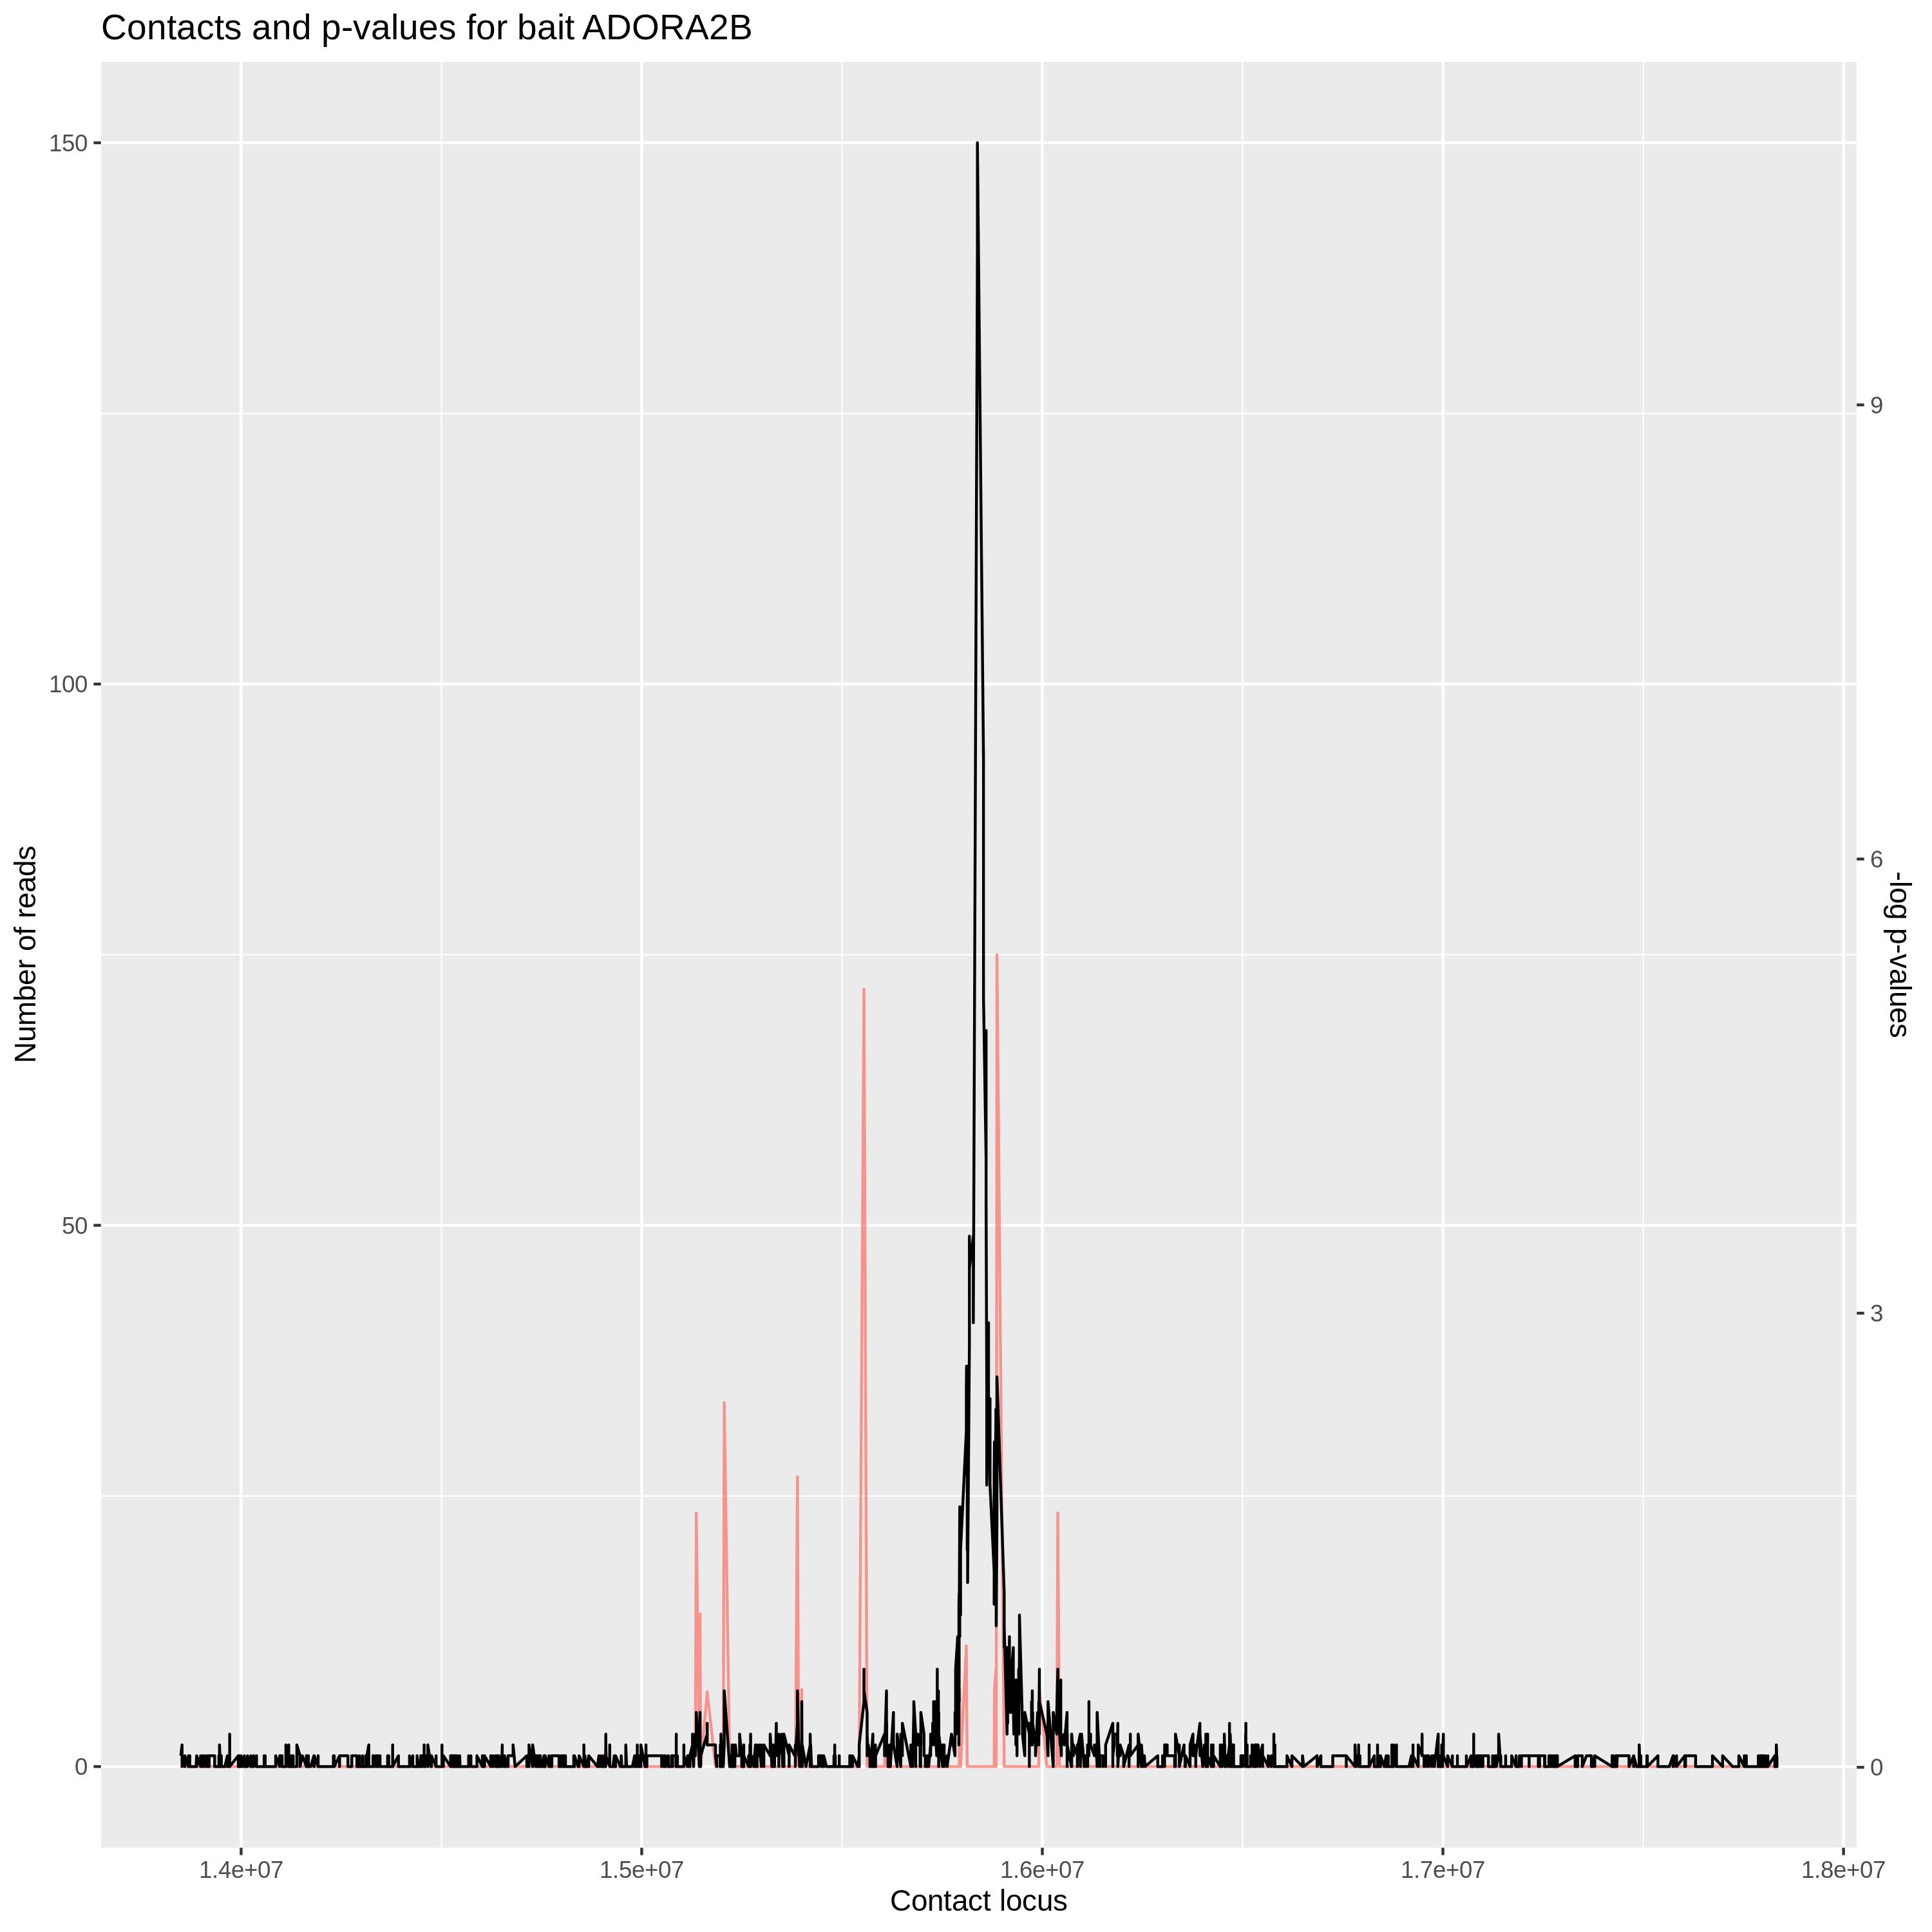 Contacts and p-values for bait ADORA2B
150
100
50
0
Number of reads
9
6
3
0
-log p-values
1.4e+07
1.5e+07
1.6e+07
1.7e+07
1.8e+07
Contact locus